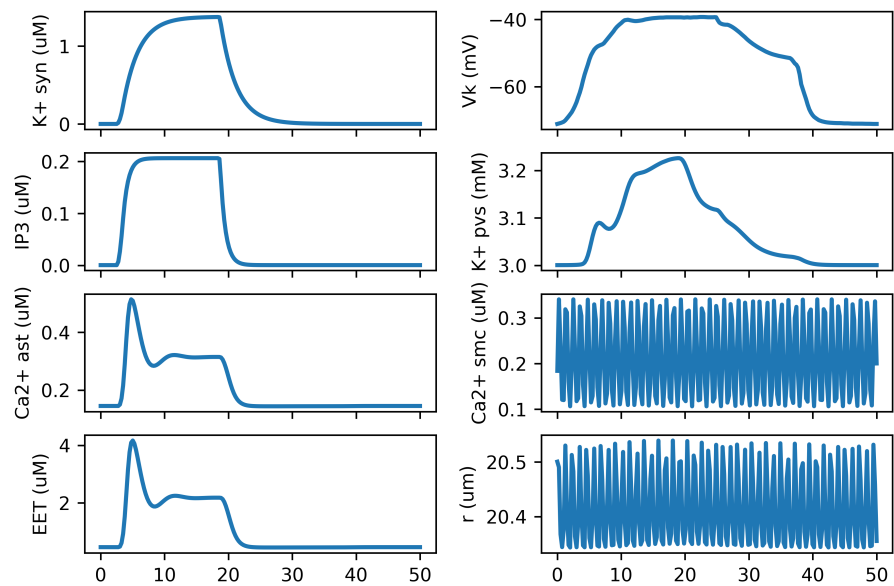 K+ syn (uM)
1
0
Vk (mV)
−40
−60
IP3 (uM)
0.2
0.1
0.0
K+ pvs (mM)
3.2
3.1
3.0
Ca2+ ast (uM)
0.4
0.2
Ca2+ smc (uM)
0.3
0.2
0.1
EET (uM)
4
2
0 10 20 30 40 50
r (um)
20.5
20.4
0 10 20 30 40 50